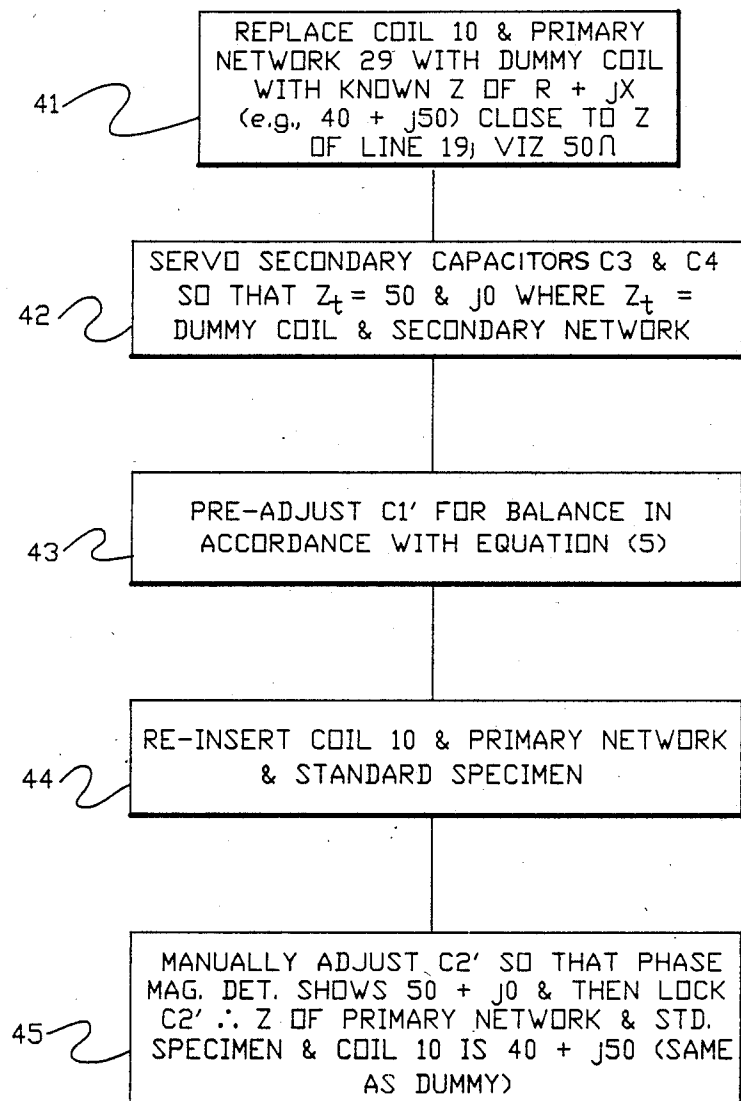 REPLACE COIL 10 & PRIMARY
NETWORK 29 WITH DUMMY COIL
WITH KNOWN Z OF R + jX
(e.g., 40 + j50) CLOSE TO Z
OF LINE 19; VIZ 50Ω
41
SERVO SECONDARY CAPACITORS C3 & C4
SO THAT Zt = 50 & j0 WHERE Zt =
DUMMY COIL & SECONDARY NETWORK
42
PRE-ADJUST C1' FOR BALANCE IN
ACCORDANCE WITH EQUATION (5)
43
RE-INSERT COIL 10 & PRIMARY NETWORK
& STANDARD SPECIMEN
44
MANUALLY ADJUST C2' SO THAT PHASE
MAG. DET. SHOWS 50 + j0 & THEN LOCK
C2' ∴ Z OF PRIMARY NETWORK & STD.
SPECIMEN & COIL 10 IS 40 + j50 (SAME
AS DUMMY)
45